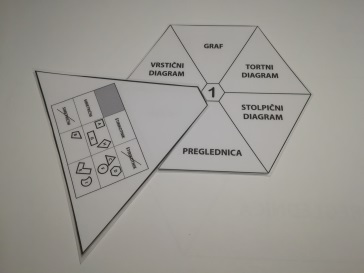 GRAF
VRSTIČNI
DIAGRAM
TORTNI
DIAGRAM
1
STOLPIČNI
DIAGRAM
PREGLEDNICA